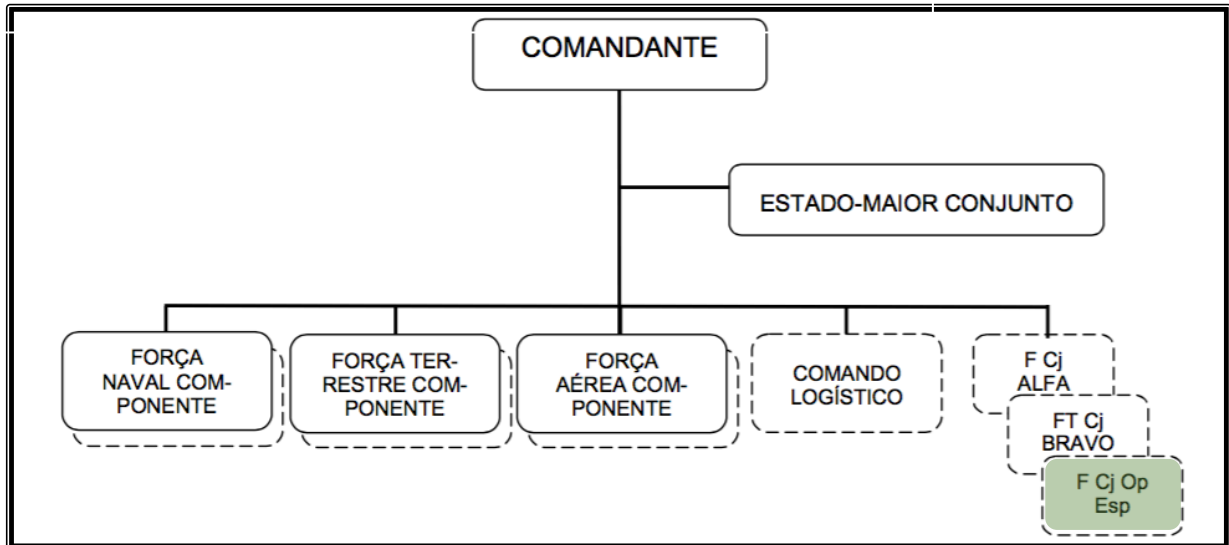 COMANDANTE
ESTADO-MAIOR CONJUNTO
FORÇA
NAVAL COM-
PONENTE
FORÇA TER-
RESTRE COM-
PONENTE
FORÇA
AÉREA COM-
PONENTE
COMANDO
LOGÍSTICO
F Cj
ALFA
FT Cj
BRAVO
F Cj Op
Esp